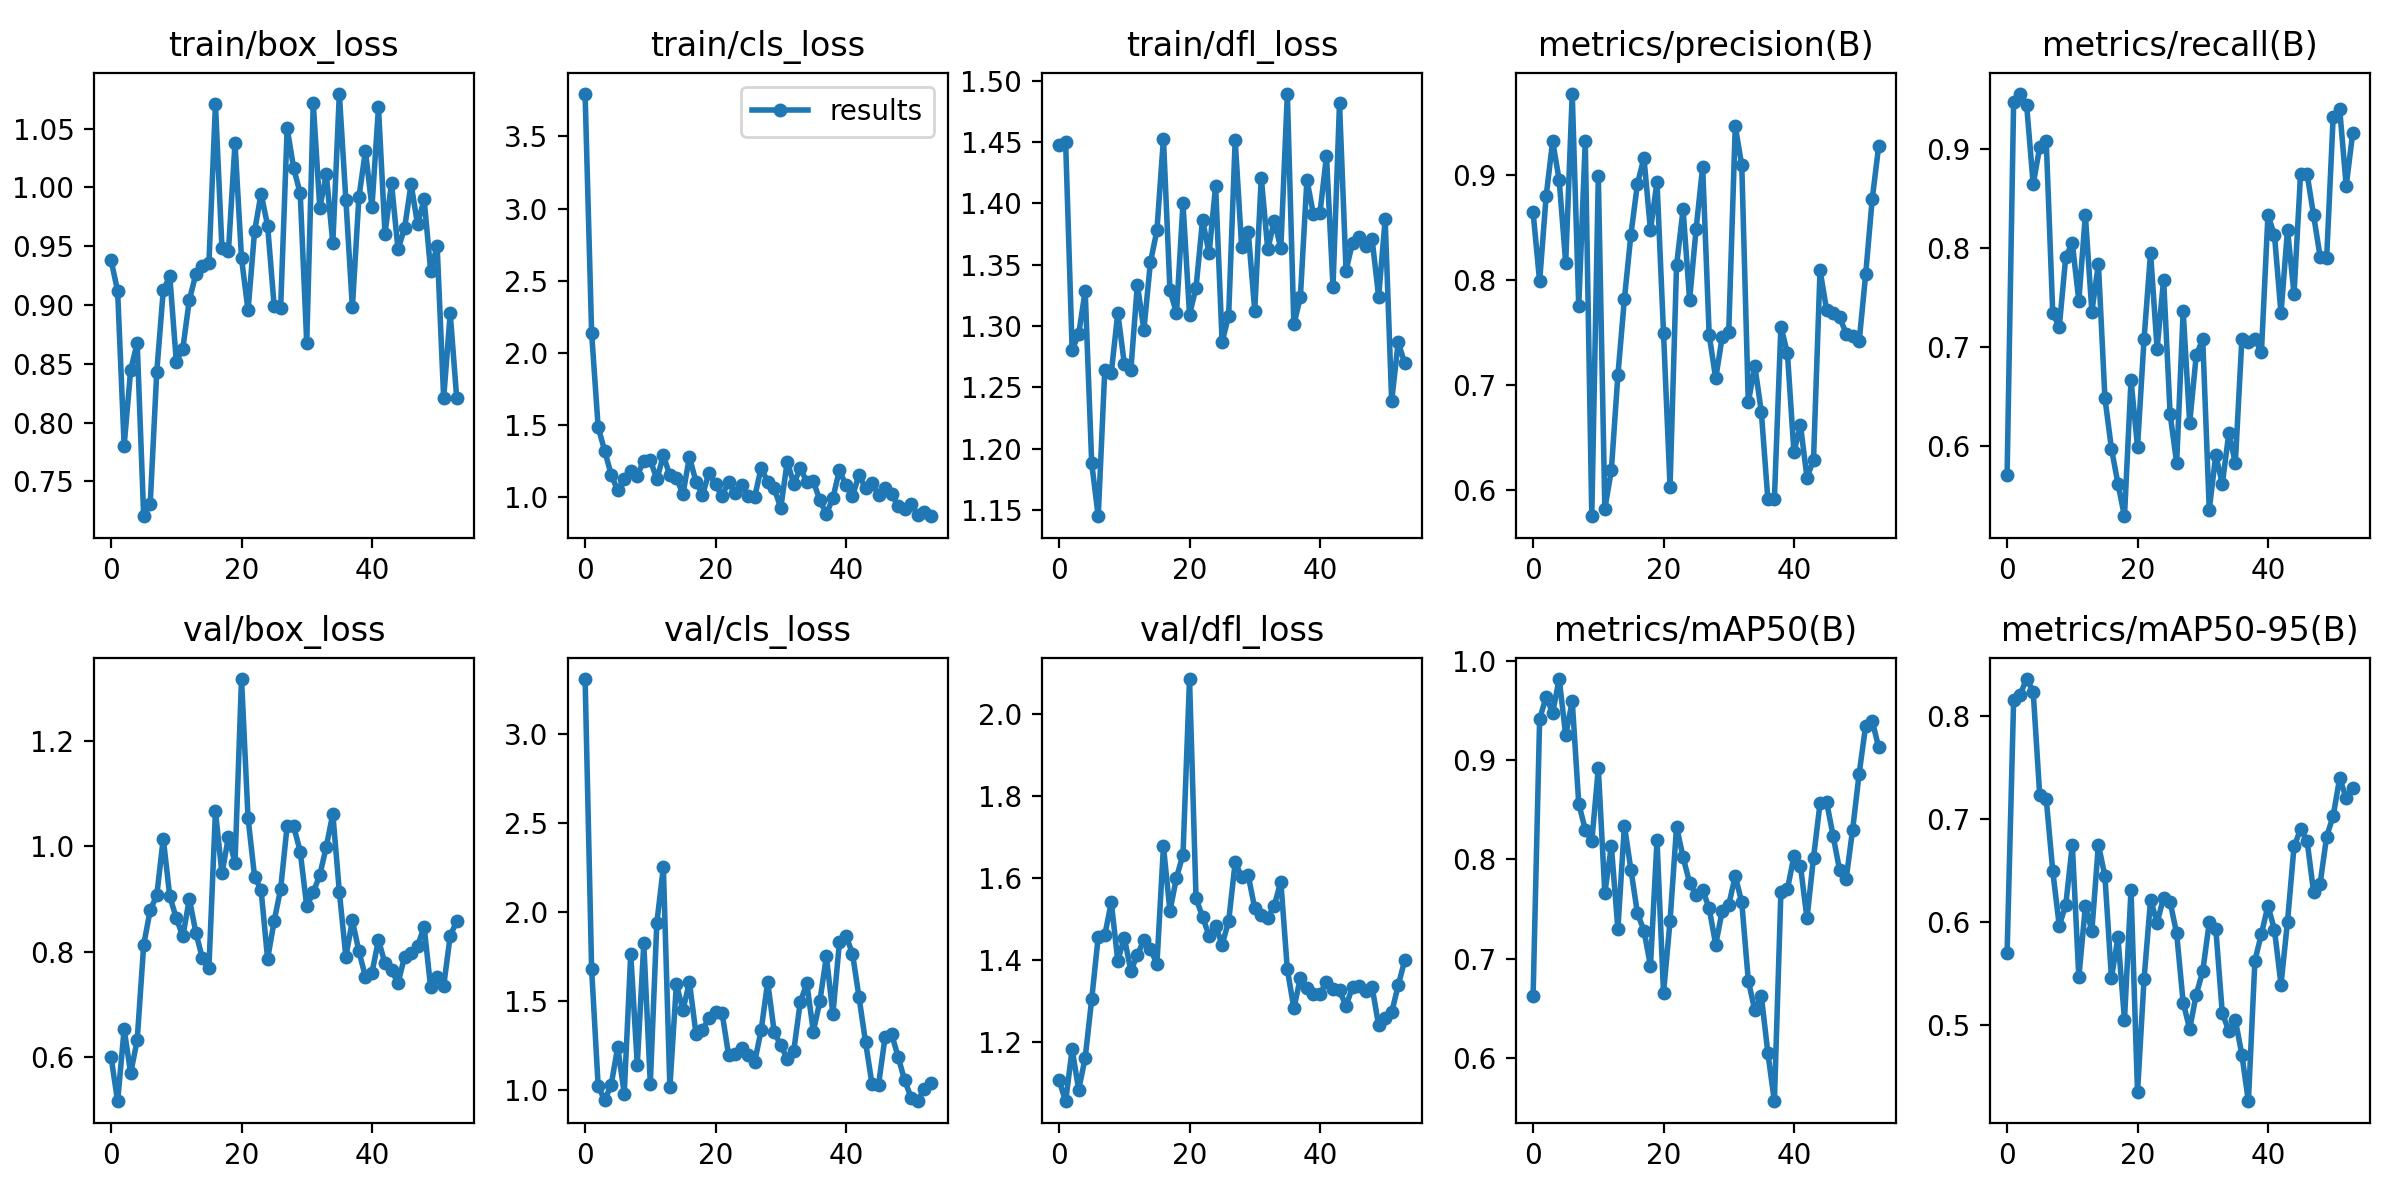 train/box_loss
1.05
1.00
0.95
0.90
0.85
0.80
0.75
0 20 40
train/cls_loss
results
3.5
3.0
2.5
2.0
1.5
1.0
0 20 40
train/dfl_loss
1.50
1.45
1.40
1.35
1.30
1.25
1.20
1.15
0 20 40
metrics/precision(B)
0.9
0.8
0.7
0.6
0 20 40
metrics/recall(B)
0.9
0.8
0.7
0.6
0 20 40
val/box_loss
1.2
1.0
0.8
0.6
0 20 40
val/cls_loss
3.0
2.5
2.0
1.5
1.0
0 20 40
val/dfl_loss
2.0
1.8
1.6
1.4
1.2
0 20 40
metrics/mAP50(B)
1.0
0.9
0.8
0.7
0.6
0 20 40
metrics/mAP50-95(B)
0.8
0.7
0.6
0.5
0 20 40